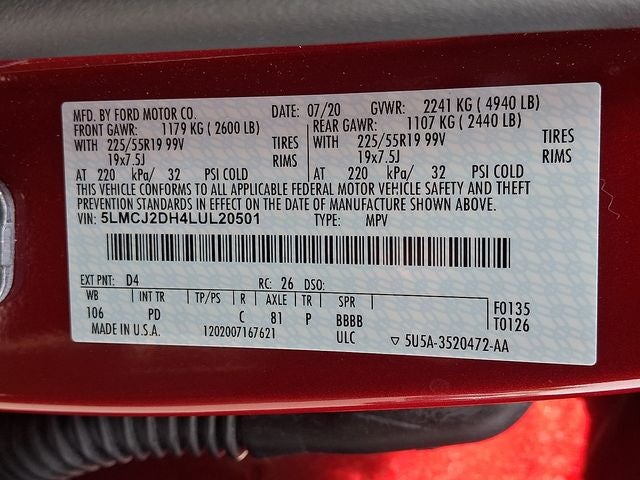 MFD. BY FORD MOTOR CO. DATE: 07/20 GVWR: 2241 KG ( 4940 LB)
FRONT GAWR: 1179 KG ( 2600 LB) REAR GAWR: 1107 KG ( 2440 LB)
WITH 225/55R19 99V TIRES WITH 225/55R19 99V TIRES
19x7.5J RIMS 19x7.5J RIMS
AT 220 kPa/ 32 PSI COLD AT 220 kPa/ 32 PSI COLD
THIS VEHICLE CONFORMS TO ALL APPLICABLE FEDERAL MOTOR VEHICLE SAFETY AND THEFT
PREVENTION STANDARDS IN EFFECT ON THE DATE OF MANUFACTURE SHOWN ABOVE.
VIN: 5LMCJ2DH4LUL20501 TYPE: MPV
EXT PNT: D4 RC: 26 DSO:
WB INT TR TP/PS R AXLE TR SPR F0135
106 PD C 81 P BBBB T0126
MADE IN U.S.A. 1202007167621 ULC ▽ 5U5A-3520472-AA